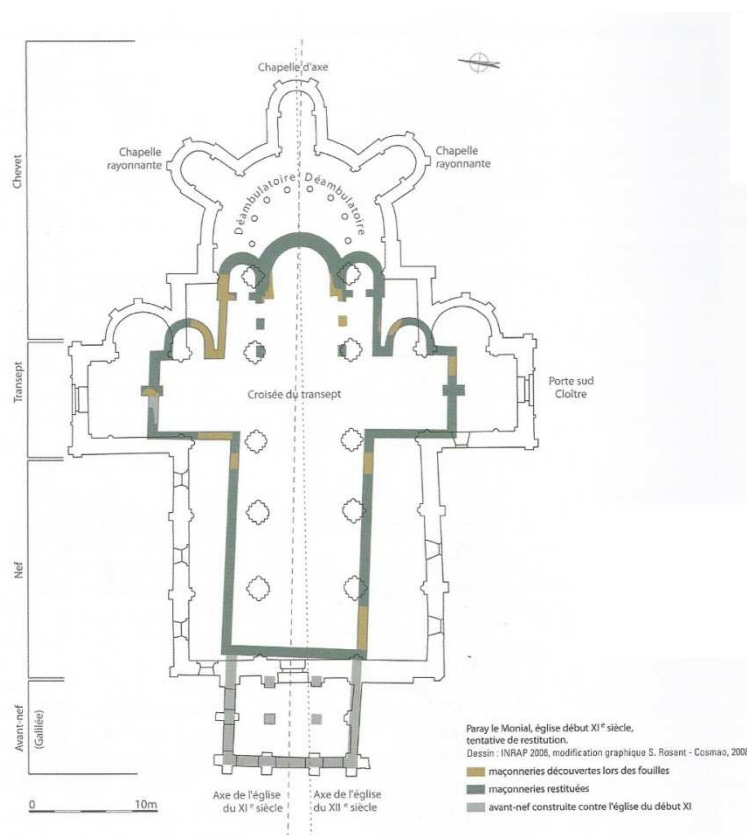 Chapelle d'axe
Chapelle
rayonnante
Chapelle
rayonnante
Déambulatoire
Déambulatoire
Chevet
Transept
Croisée du transept
Porte sud
Cloître
Nef
Avant-nef
(Galilée)
0
10m
Axe de l'église
du XIe siècle
Axe de l'église
du XIIe siècle
Paray le Monial, église début XIe siècle,
tentative de restitution.
Dessin : INRAP 2006, modification graphique S. Rosant - Cosmao, 2008
maçonneries découvertes lors des fouilles
maçonneries restituées
avant-nef construite contre l'église du début XI